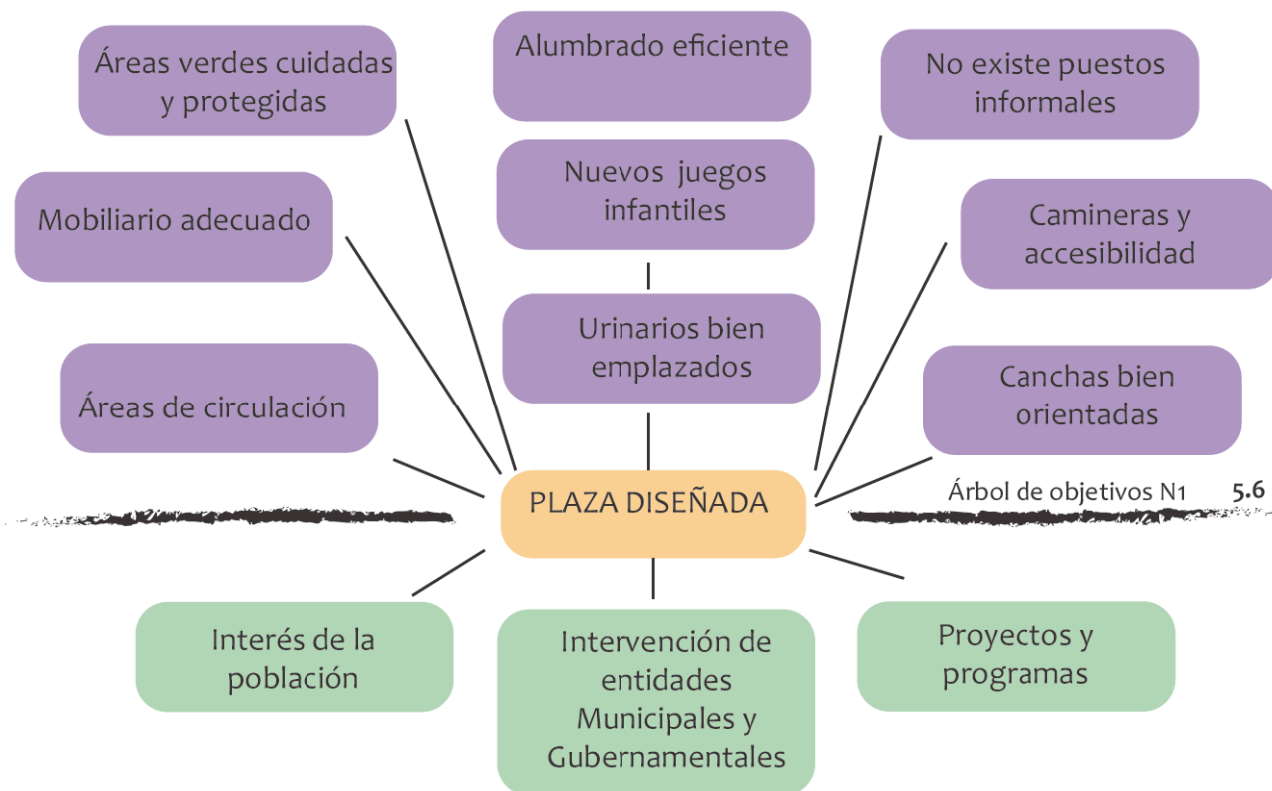 Áreas verdes cuidadas
y protegidas
Alumbrado eficiente
No existe puestos
informales
Mobiliario adecuado
Nuevos juegos
infantiles
Camineras y
accesibilidad
Áreas de circulación
Urinarios bien
emplazados
Canchas bien
orientadas
PLAZA DISEÑADA
Árbol de objetivos N1 5.6
Interés de la
población
Intervención de
entidades
Municipales y
Gubernamentales
Proyectos y
programas